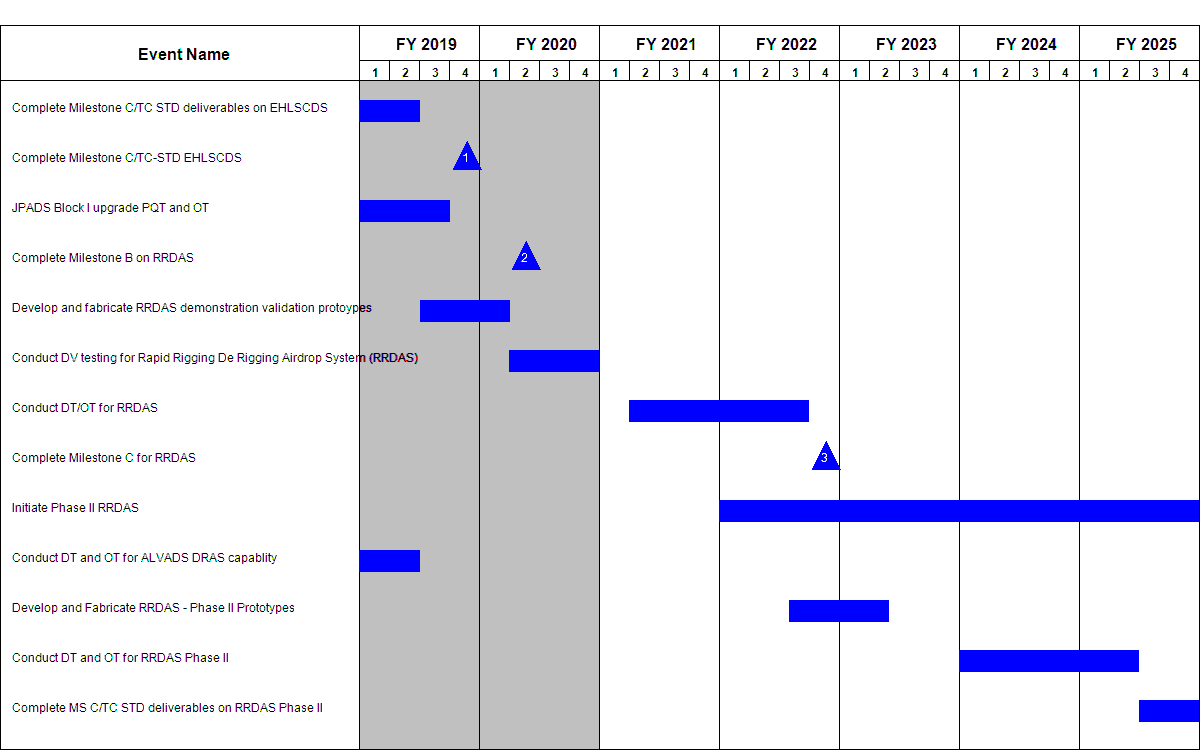 Event Name FY 2019 FY 2020 FY 2021 FY 2022 FY 2023 FY 2024 FY 2025
1 2 3 4 1 2 3 4 1 2 3 4 1 2 3 4 1 2 3 4 1 2 3 4 1 2 3 4
Complete Milestone C/TC STD deliverables on EHLSCDS
Complete Milestone C/TC-STD EHLSCDS 1
JPADS Block I upgrade PQT and OT
Complete Milestone B on RRDAS 2
Develop and fabricate RRDAS demonstration validation protoypes
Conduct DV testing for Rapid Rigging De Rigging Airdrop System (RRDAS)
Conduct DT/OT for RRDAS
Complete Milestone C for RRDAS 3
Initiate Phase II RRDAS
Conduct DT and OT for ALVADS DRAS capablity
Develop and Fabricate RRDAS - Phase II Prototypes
Conduct DT and OT for RRDAS Phase II
Complete MS C/TC STD deliverables on RRDAS Phase II